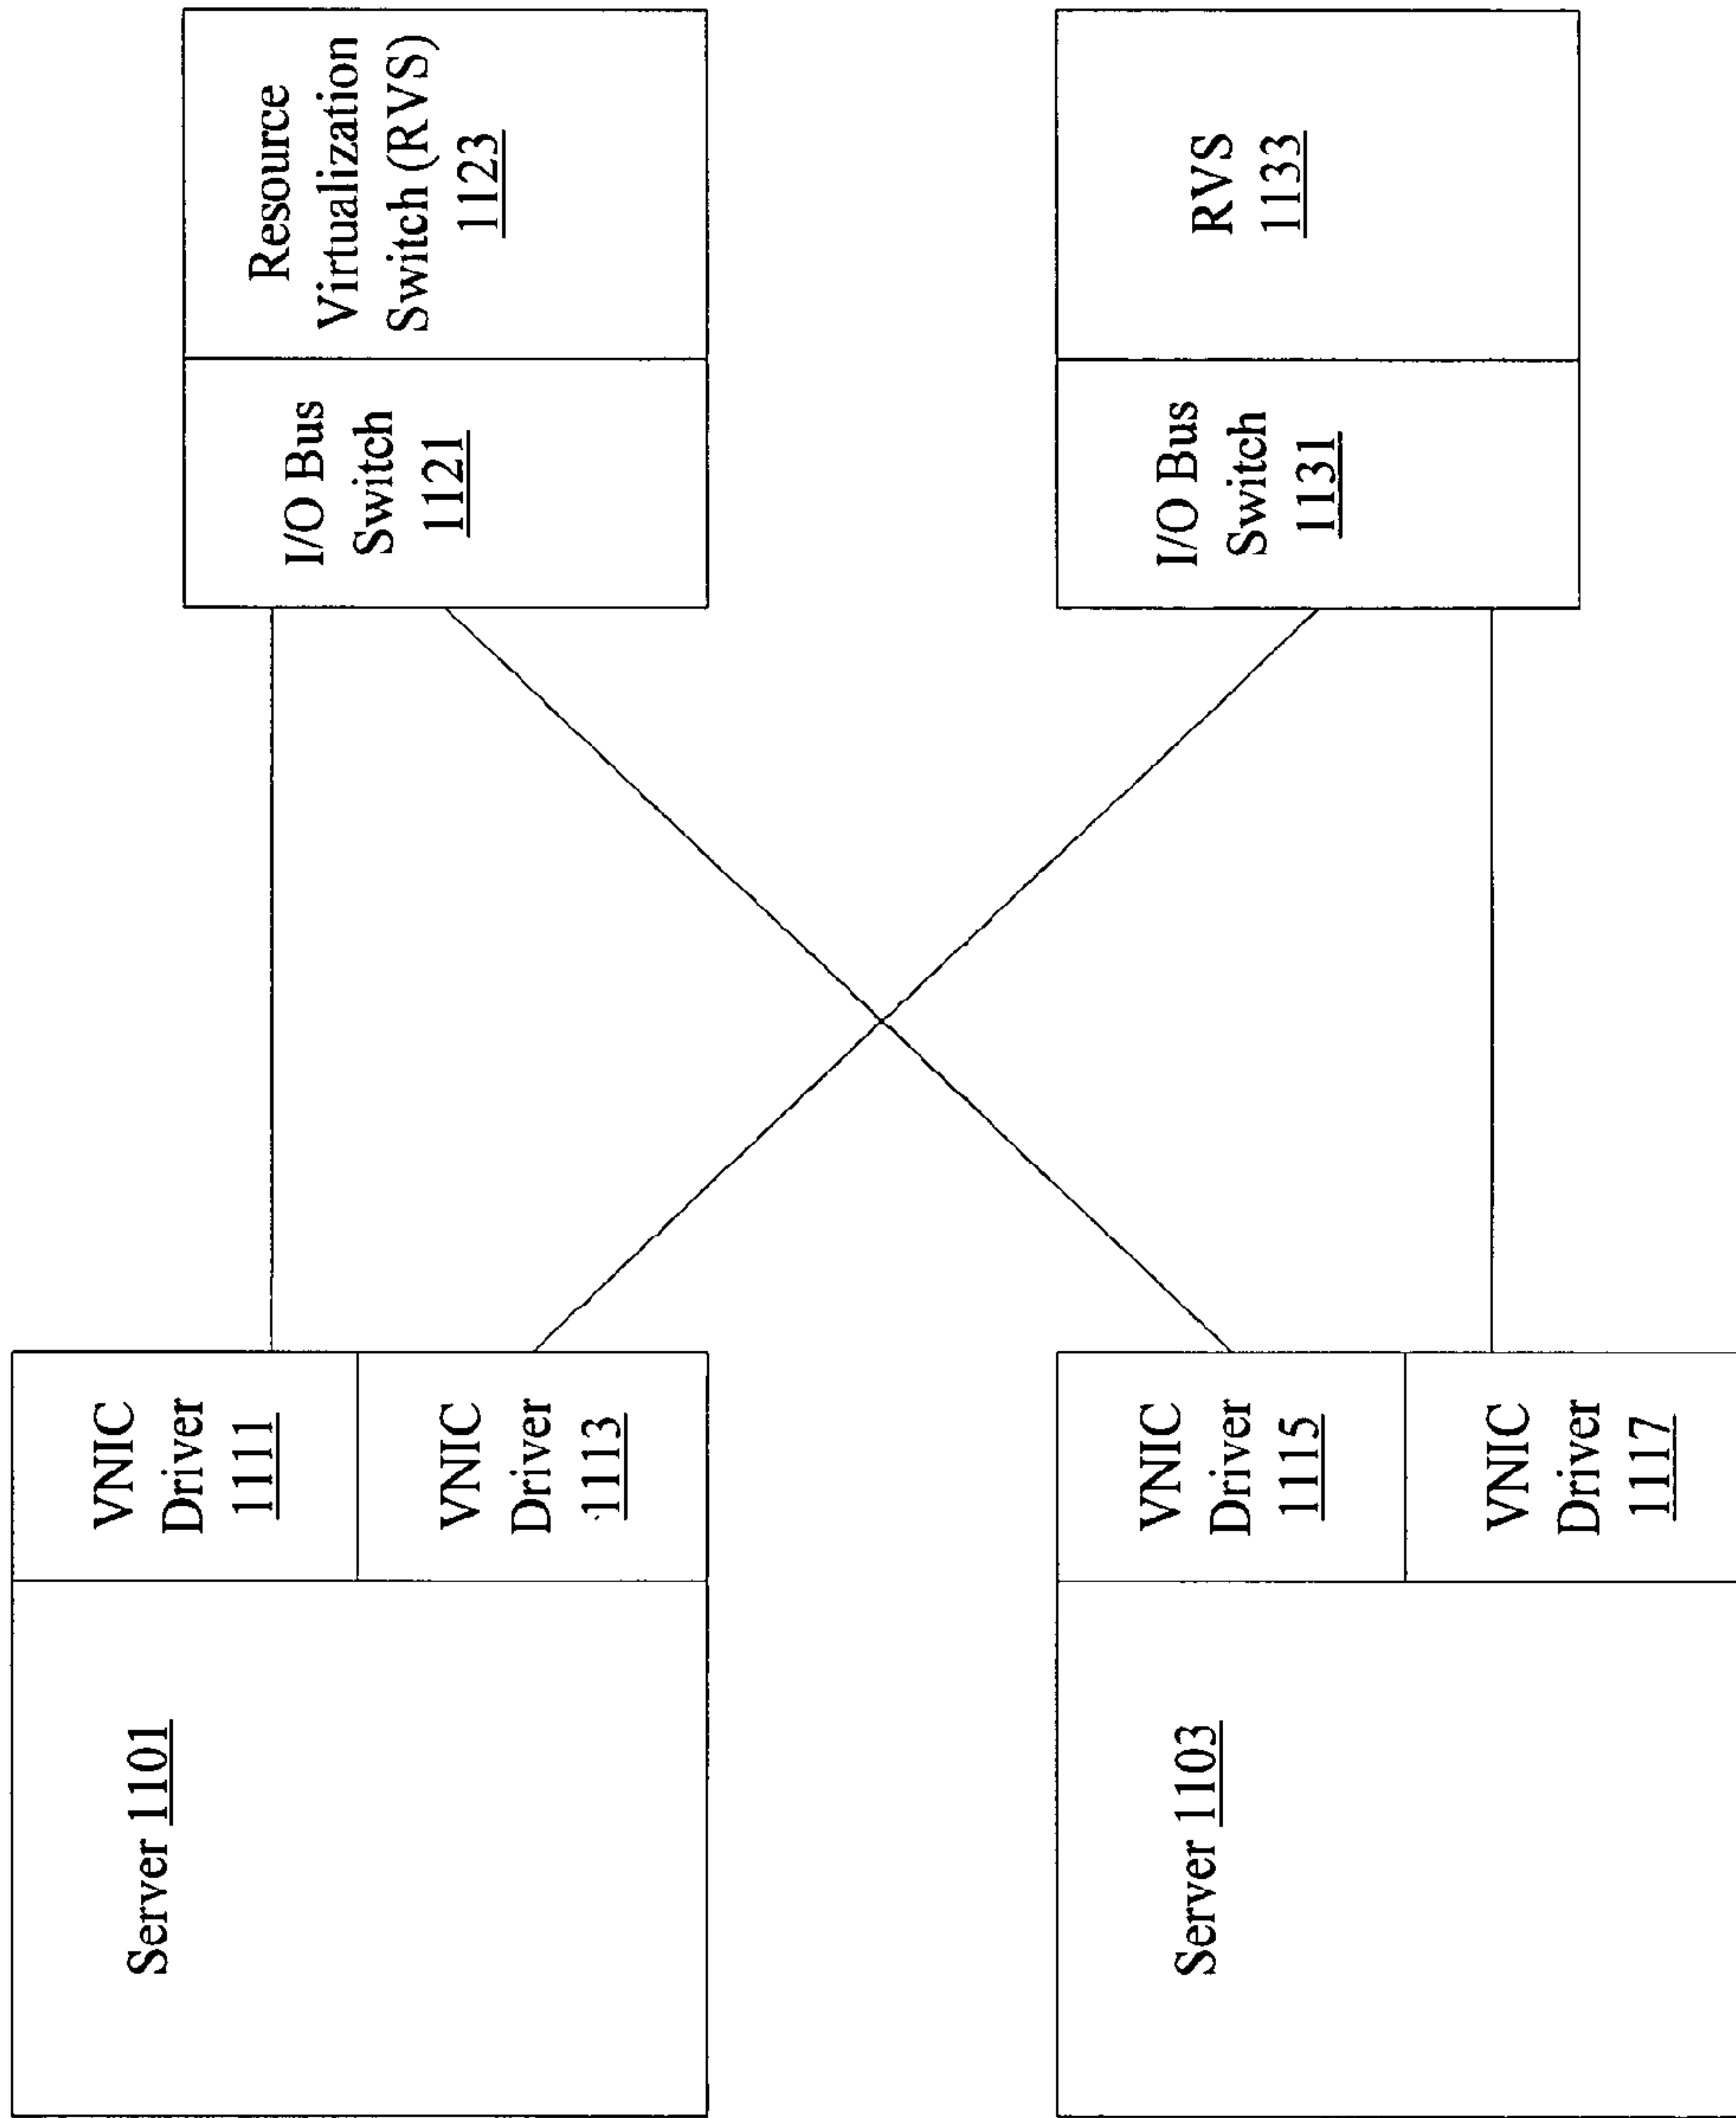 Server 1101
VNIC
Driver
1111
VNIC
Driver
1113
Server 1103
VNIC
Driver
1115
VNIC
Driver
1117
I/O Bus
Switch
1121
Resource
Virtualization
Switch (RVS)
1123
I/O Bus
Switch
1131
RVS
1133